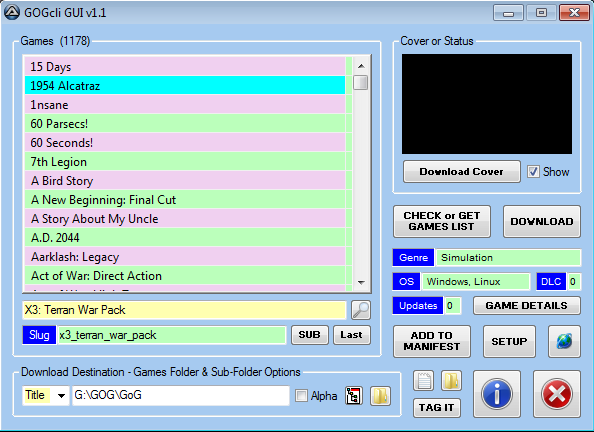 GOGcli GUI v1.1
Games (1178)
15 Days
1954 Alcatraz
1nsane
60 Parsecs!
60 Seconds!
7th Legion
A Bird Story
A New Beginning: Final Cut
A Story About My Uncle
A.D. 2044
Aarklash: Legacy
Act of War: Direct Action
X3: Terran War Pack
Slug x3_terran_war_pack SUB Last
Download Destination - Games Folder & Sub-Folder Options
Title G:\GOG\GoG Alpha
Cover or Status
Download Cover Show
CHECK or GET
GAMES LIST
DOWNLOAD
Genre Simulation
OS Windows, Linux DLC 0
Updates 0 GAME DETAILS
ADD TO
MANIFEST
SETUP
TAG IT